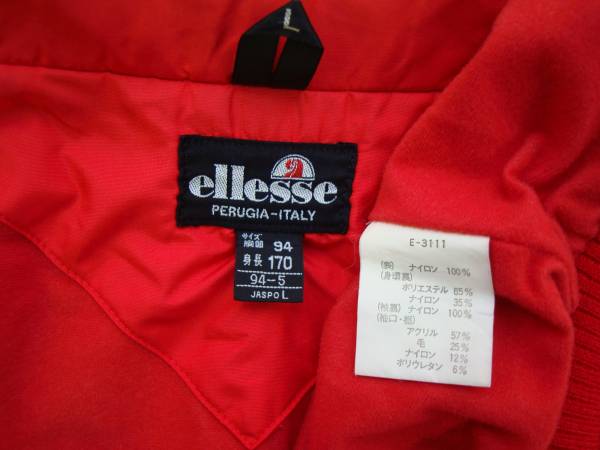 ellesse
PERUGIA-ITALY
サイズ
胸囲 94
身長 170
94-5
JASPO L
E-3111
(表) ナイロン 100%
(身頃裏)
ポリエステル 65%
ナイロン 35%
(袖裏) ナイロン 100%
(袖口・裾)
アクリル 57%
毛 25%
ナイロン 12%
ポリウレタン 6%